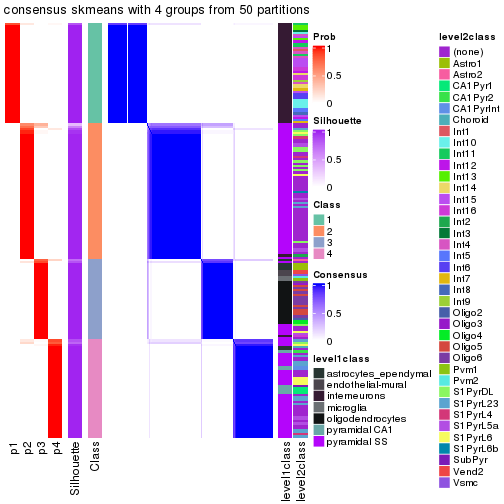 consensus skmeans with 4 groups from 50 partitions
p1
p2
p3
p4
Silhouette
Class
level1class
level2class
Prob
1
0.5
0
Silhouette
1
0.5
0
Class
1
2
3
4
Consensus
1
0.5
0
level1class
astrocytes_ependymal
endothelial-mural
interneurons
microglia
oligodendrocytes
pyramidal CA1
pyramidal SS
level2class
(none)
Astro1
Astro2
CA1Pyr1
CA1Pyr2
CA1PyrInt
Choroid
Int1
Int10
Int11
Int12
Int13
Int14
Int15
Int16
Int2
Int3
Int4
Int5
Int6
Int7
Int8
Int9
Oligo2
Oligo3
Oligo4
Oligo5
Oligo6
Pvm1
Pvm2
S1PyrDL
S1PyrL23
S1PyrL4
S1PyrL5a
S1PyrL6
S1PyrL6b
SubPyr
Vend2
Vsmc